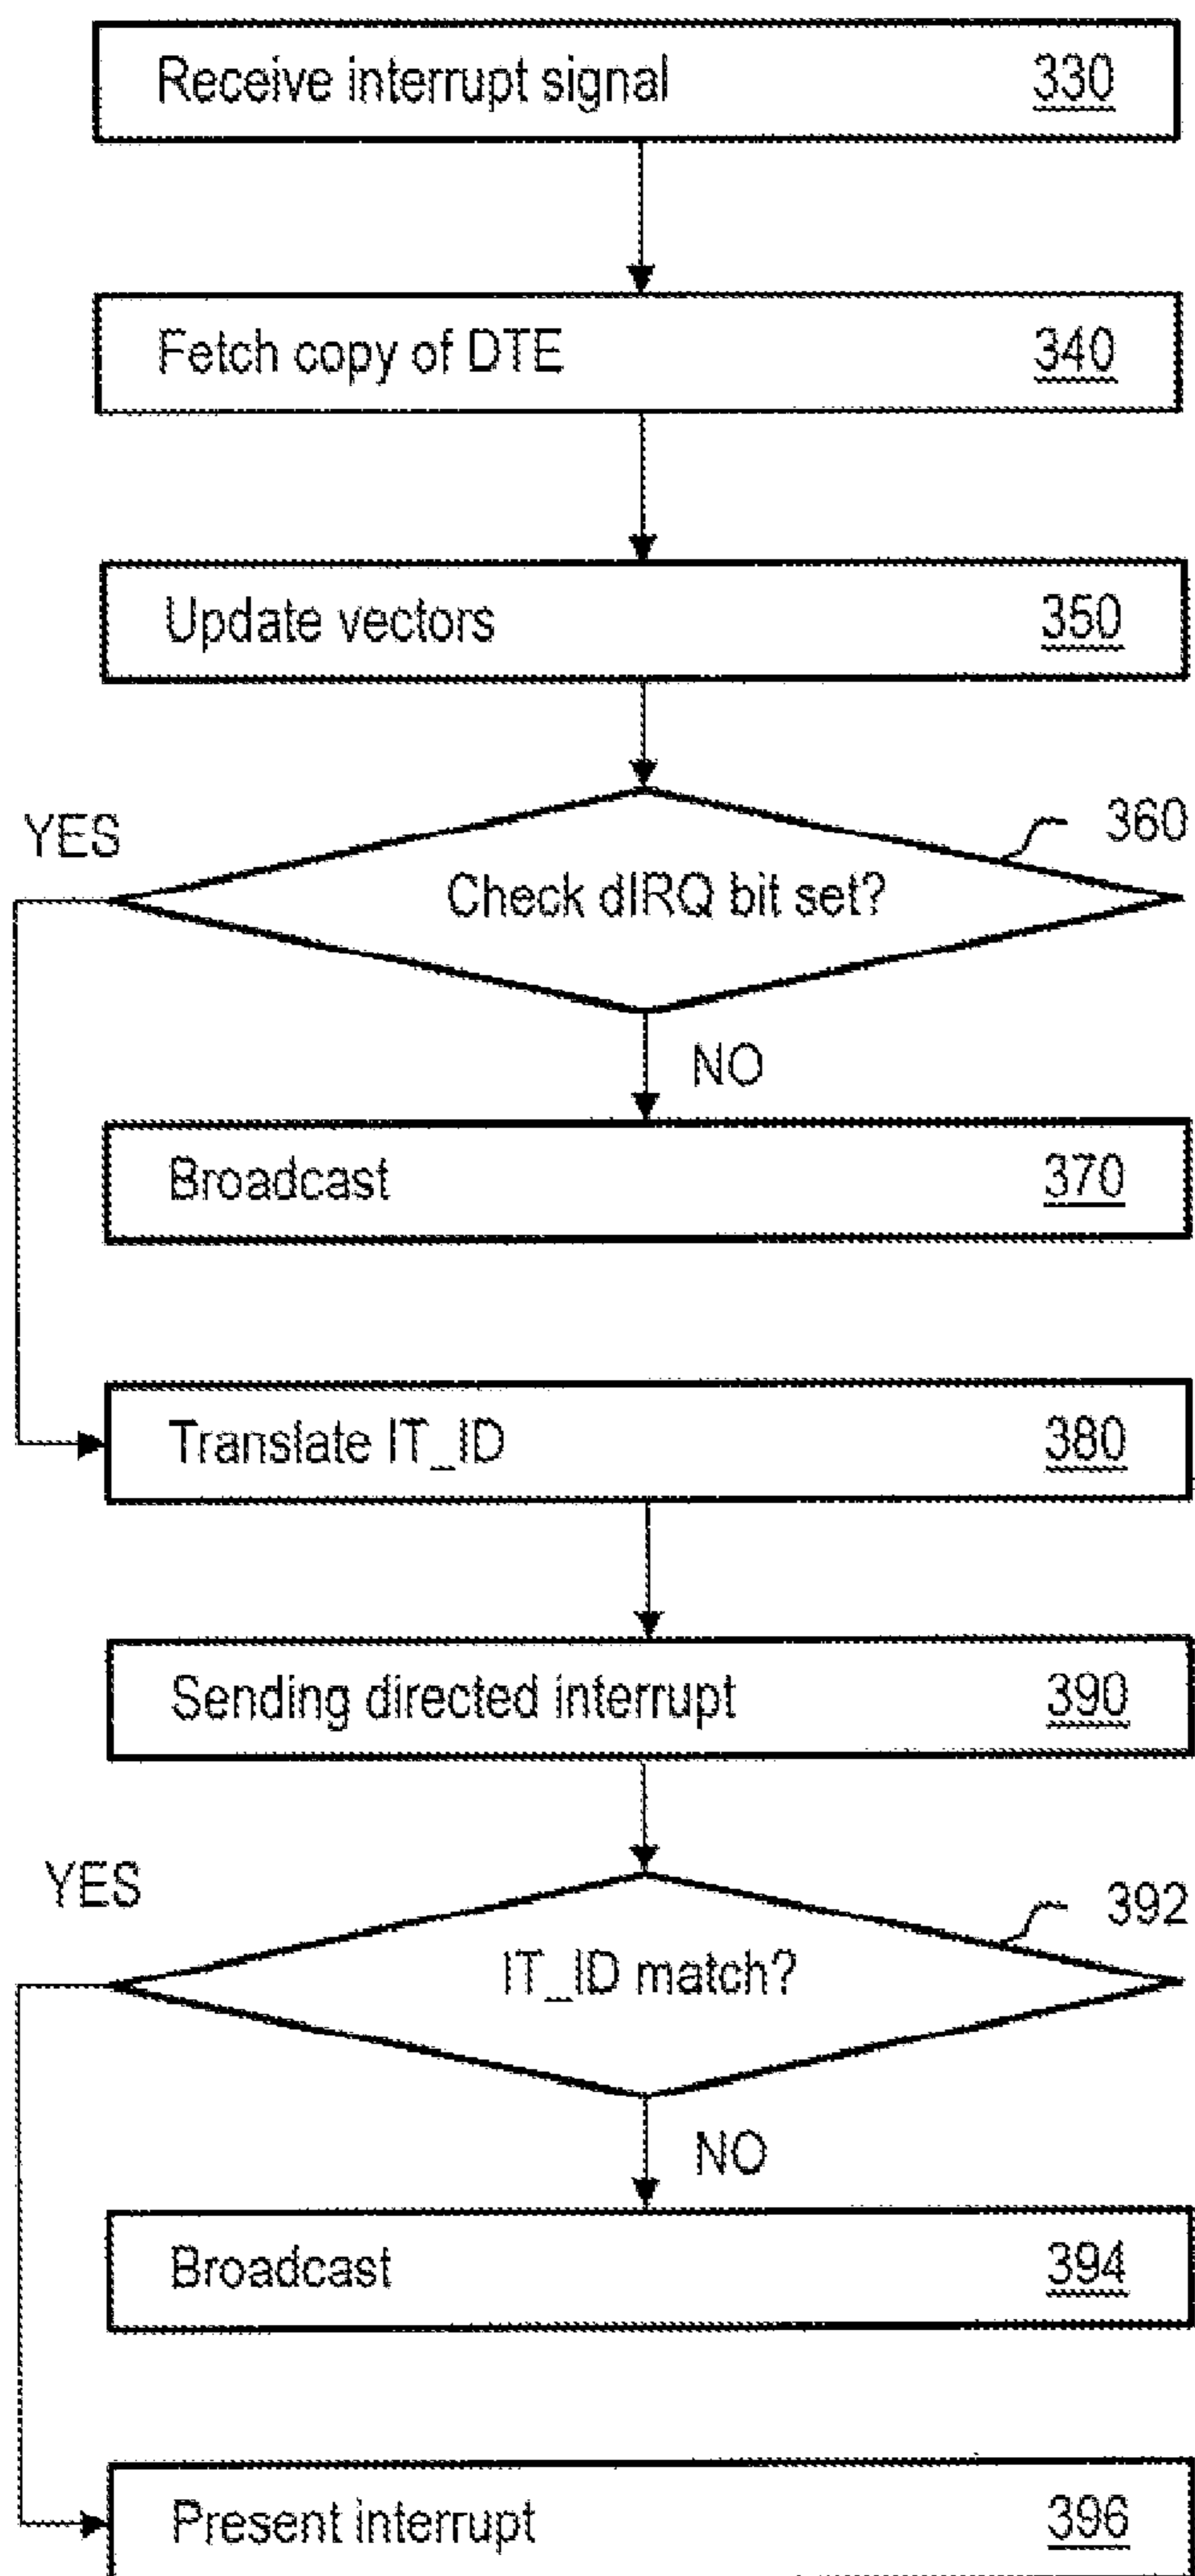 Receive interrupt signal 330
Fetch copy of DTE 340
Update vectors 350
YES
360
Check dIRQ bit set?
NO
Broadcast 370
Translate IT_ID 380
Sending directed interrupt 390
YES
392
IT_ID match?
NO
Broadcast 394
Present interrupt 396